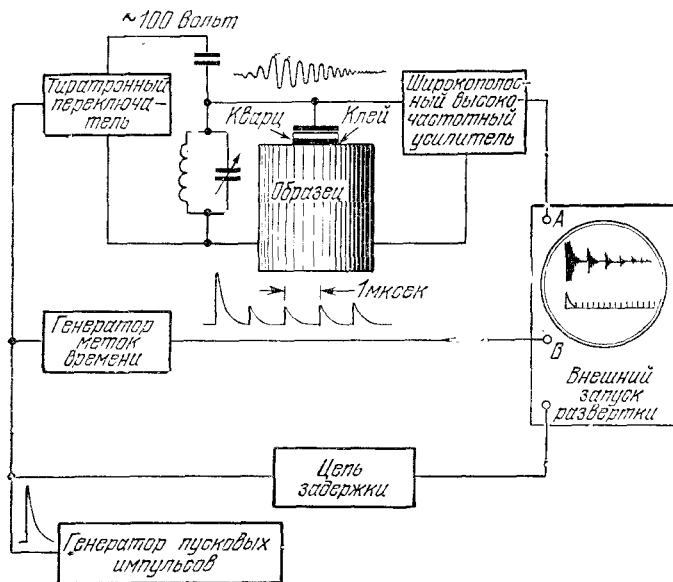 ~100 Вольт
Тиратронный
переключа-
тель
Широкополос-
ный высоко-
частотный
усилитель
Кварц
Клей
Образец
А
1мксек
Генератор
меток
времени
В
Внешний
запуск
развертки
Цепь
задержки
Генератор пусковых
импульсов